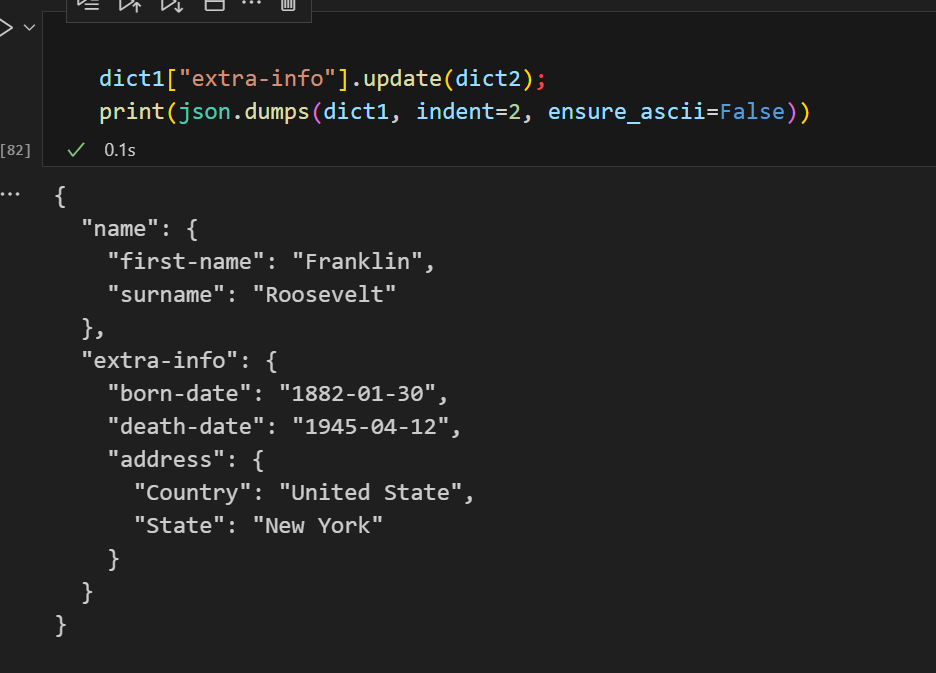 dict1["extra-info"].update(dict2);
print(json.dumps(dict1, indent=2, ensure_ascii=False))
[82]
0.1s
{
  "name": {
    "first-name": "Franklin",
    "surname": "Roosevelt"
  },
  "extra-info": {
    "born-date": "1882-01-30",
    "death-date": "1945-04-12",
    "address": {
      "Country": "United State",
      "State": "New York"
    }
  }
}